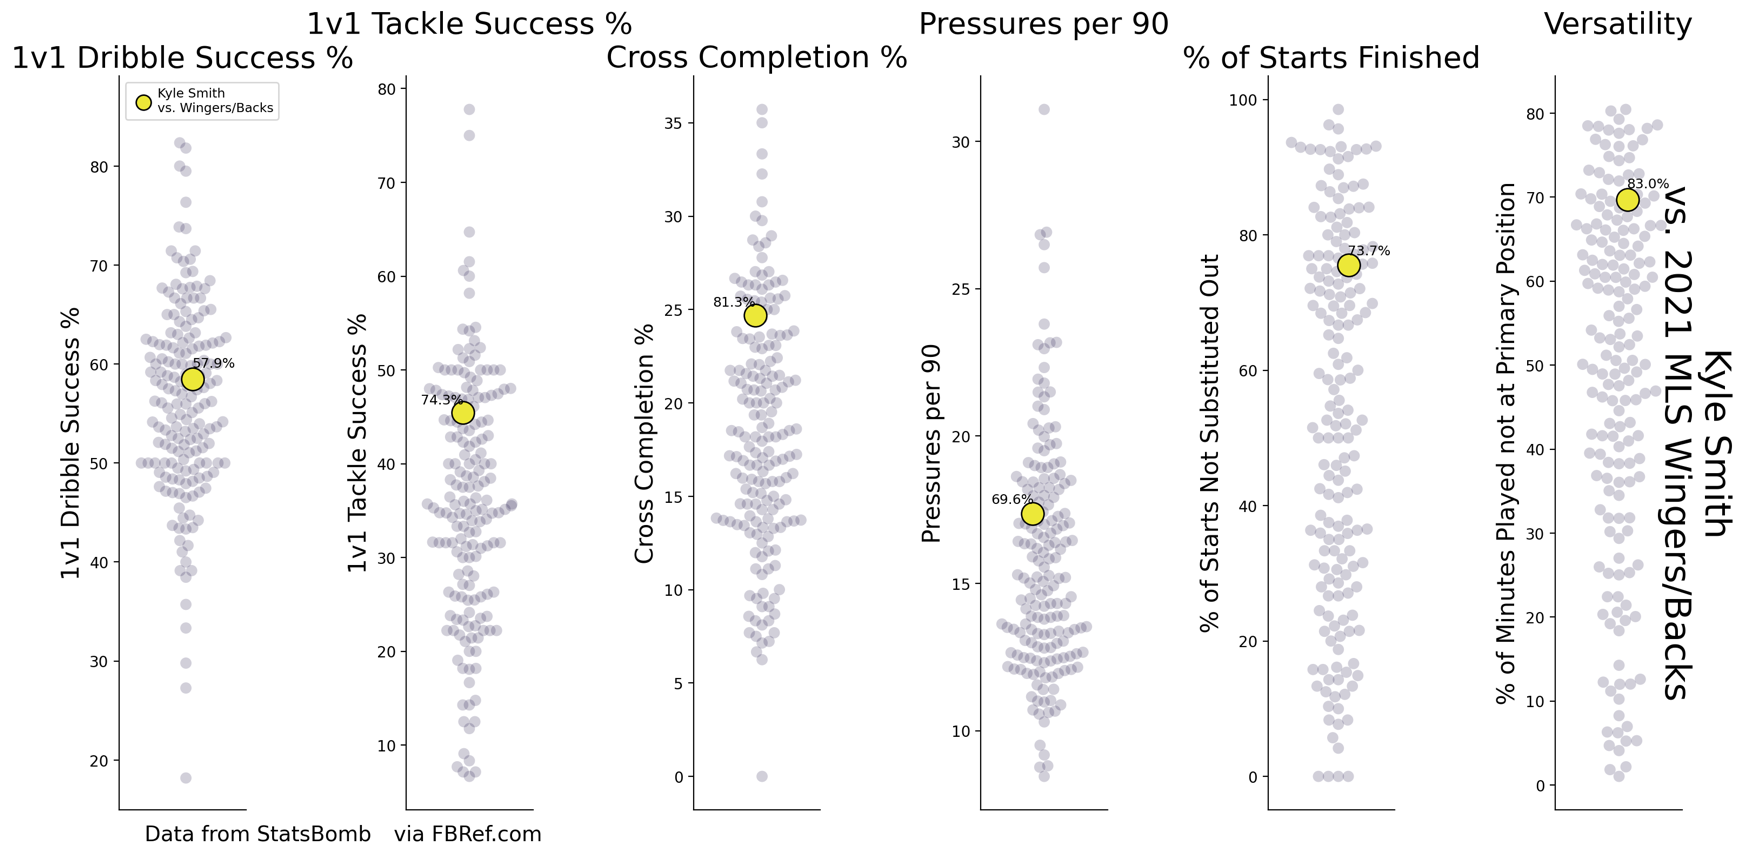 1v1 Tackle Success %
Pressures per 90
Versatility
1v1 Dribble Success %
Cross Completion %
% of Starts Finished
Kyle Smith
vs. Wingers/Backs
1v1 Dribble Success %
80
70
60
50
40
30
20
57.9%
1v1 Tackle Success %
80
70
60
50
40
30
20
10
74.3%
Cross Completion %
35
30
25
20
15
10
5
0
81.3%
Pressures per 90
30
25
20
15
10
69.6%
% of Starts Not Substituted Out
100
80
60
40
20
0
73.7%
% of Minutes Played not at Primary Position
80
70
60
50
40
30
20
10
0
83.0%
Kyle Smith
vs. 2021 MLS Wingers/Backs
Data from StatsBomb via FBRef.com